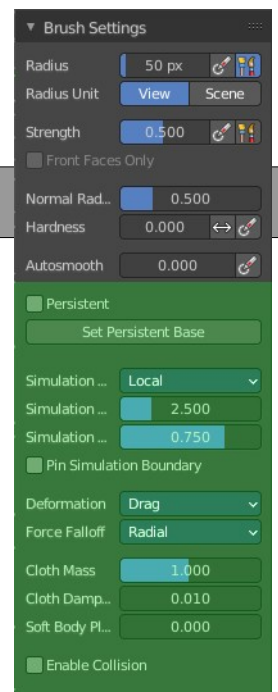 Brush Settings
Radius 50 px
Radius Unit View Scene
Strength 0.500
Front Faces Only
Normal Rad... 0.500
Hardness 0.000
Autosmooth 0.000
Persistent
Set Persistent Base
Simulation ... Local
Simulation ... 2.500
Simulation ... 0.750
Pin Simulation Boundary
Deformation Drag
Force Falloff Radial
Cloth Mass 1.000
Cloth Damp... 0.010
Soft Body Pl... 0.000
Enable Collision